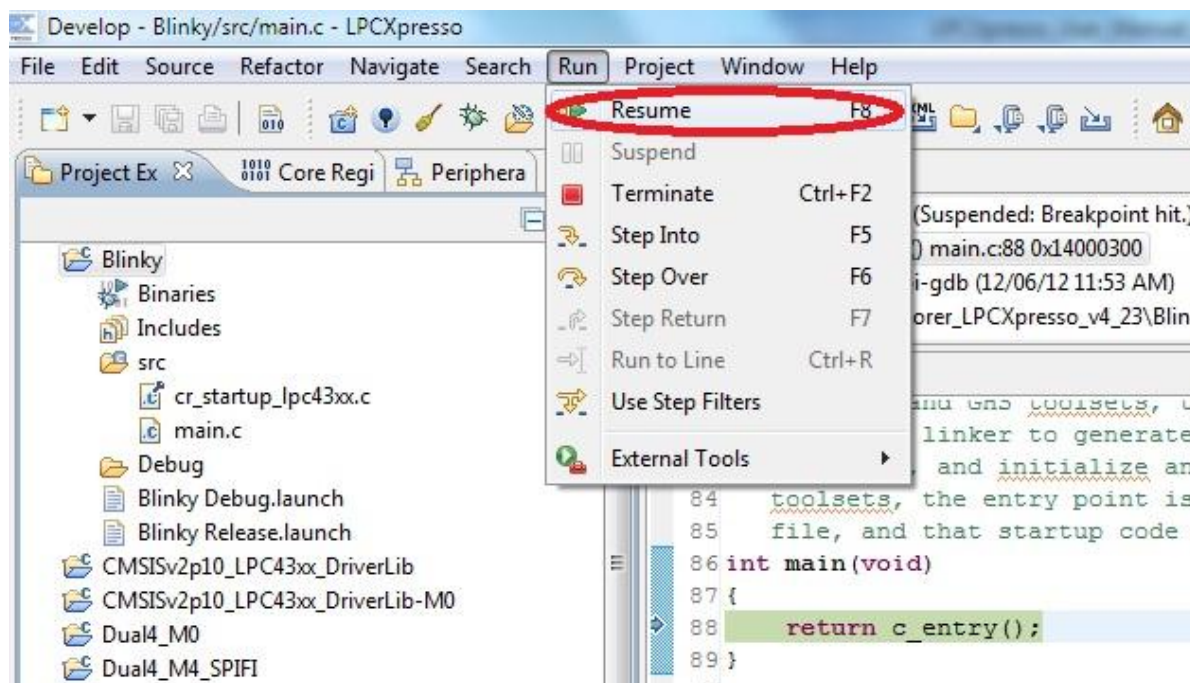 Develop - Blinky/src/main.c - LPCXpresso
File Edit Source Refactor Navigate Search Run Project Window Help
Resume F8
Suspend
Terminate Ctrl+F2
Step Into F5
Step Over F6
Step Return F7
Run to Line Ctrl+R
Use Step Filters
External Tools
Project Ex
Core Regi
Periphera
Blinky
Binaries
Includes
src
cr_startup_lpc43xx.c
main.c
Debug
Blinky Debug.launch
Blinky Release.launch
CMSISv2p10_LPC43xx_DriverLib
CMSISv2p10_LPC43xx_DriverLib-M0
Dual4_M0
Dual4_M4_SPIFI
(Suspended: Breakpoint hit.)
() main.c:88 0x14000300
i-gdb (12/06/12 11:53 AM)
orer_LPCXpresso_v4_23\Blin
and GHS toolsets,
linker to generate
, and initialize an
84 toolsets, the entry point is
85 file, and that startup code
86 int main(void)
87 {
88 return c_entry();
89 }